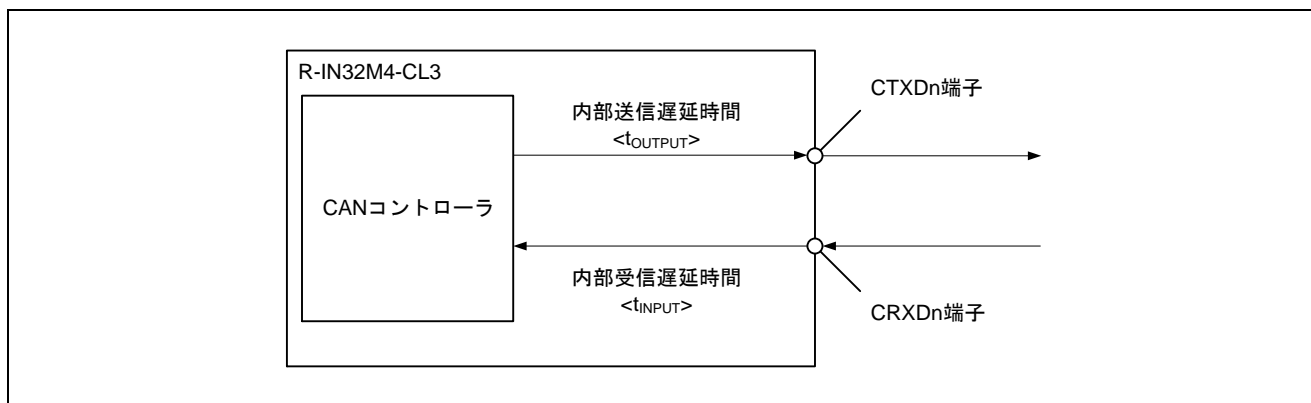 R-IN32M4-CL3
CTXDn端子
内部送信遅延時間
<tOUTPUT>
CANコントローラ
内部受信遅延時間
<tINPUT>
CRXDn端子